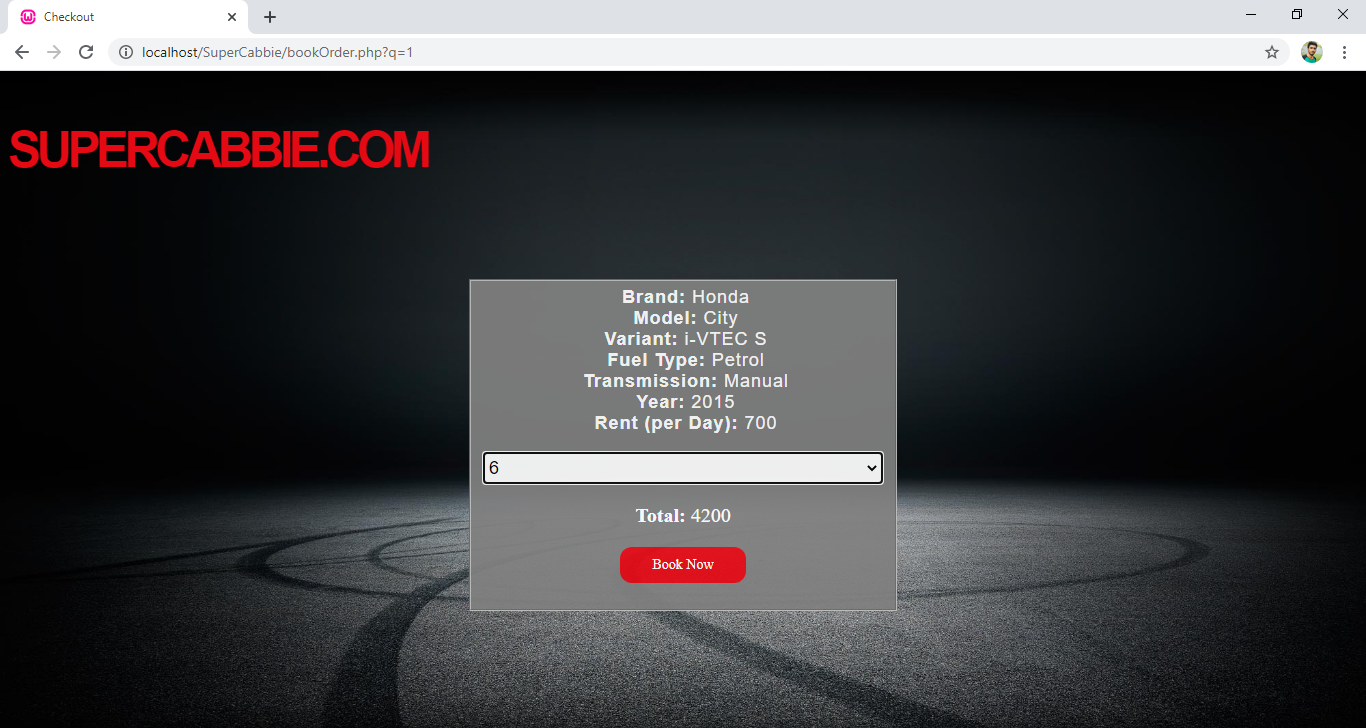 Checkout
localhost/SuperCabbie/bookOrder.php?q=1
SUPERCABBIE.COM
Brand: Honda
Model: City
Variant: i-VTEC S
Fuel Type: Petrol
Transmission: Manual
Year: 2015
Rent (per Day): 700
6
Total: 4200
Book Now